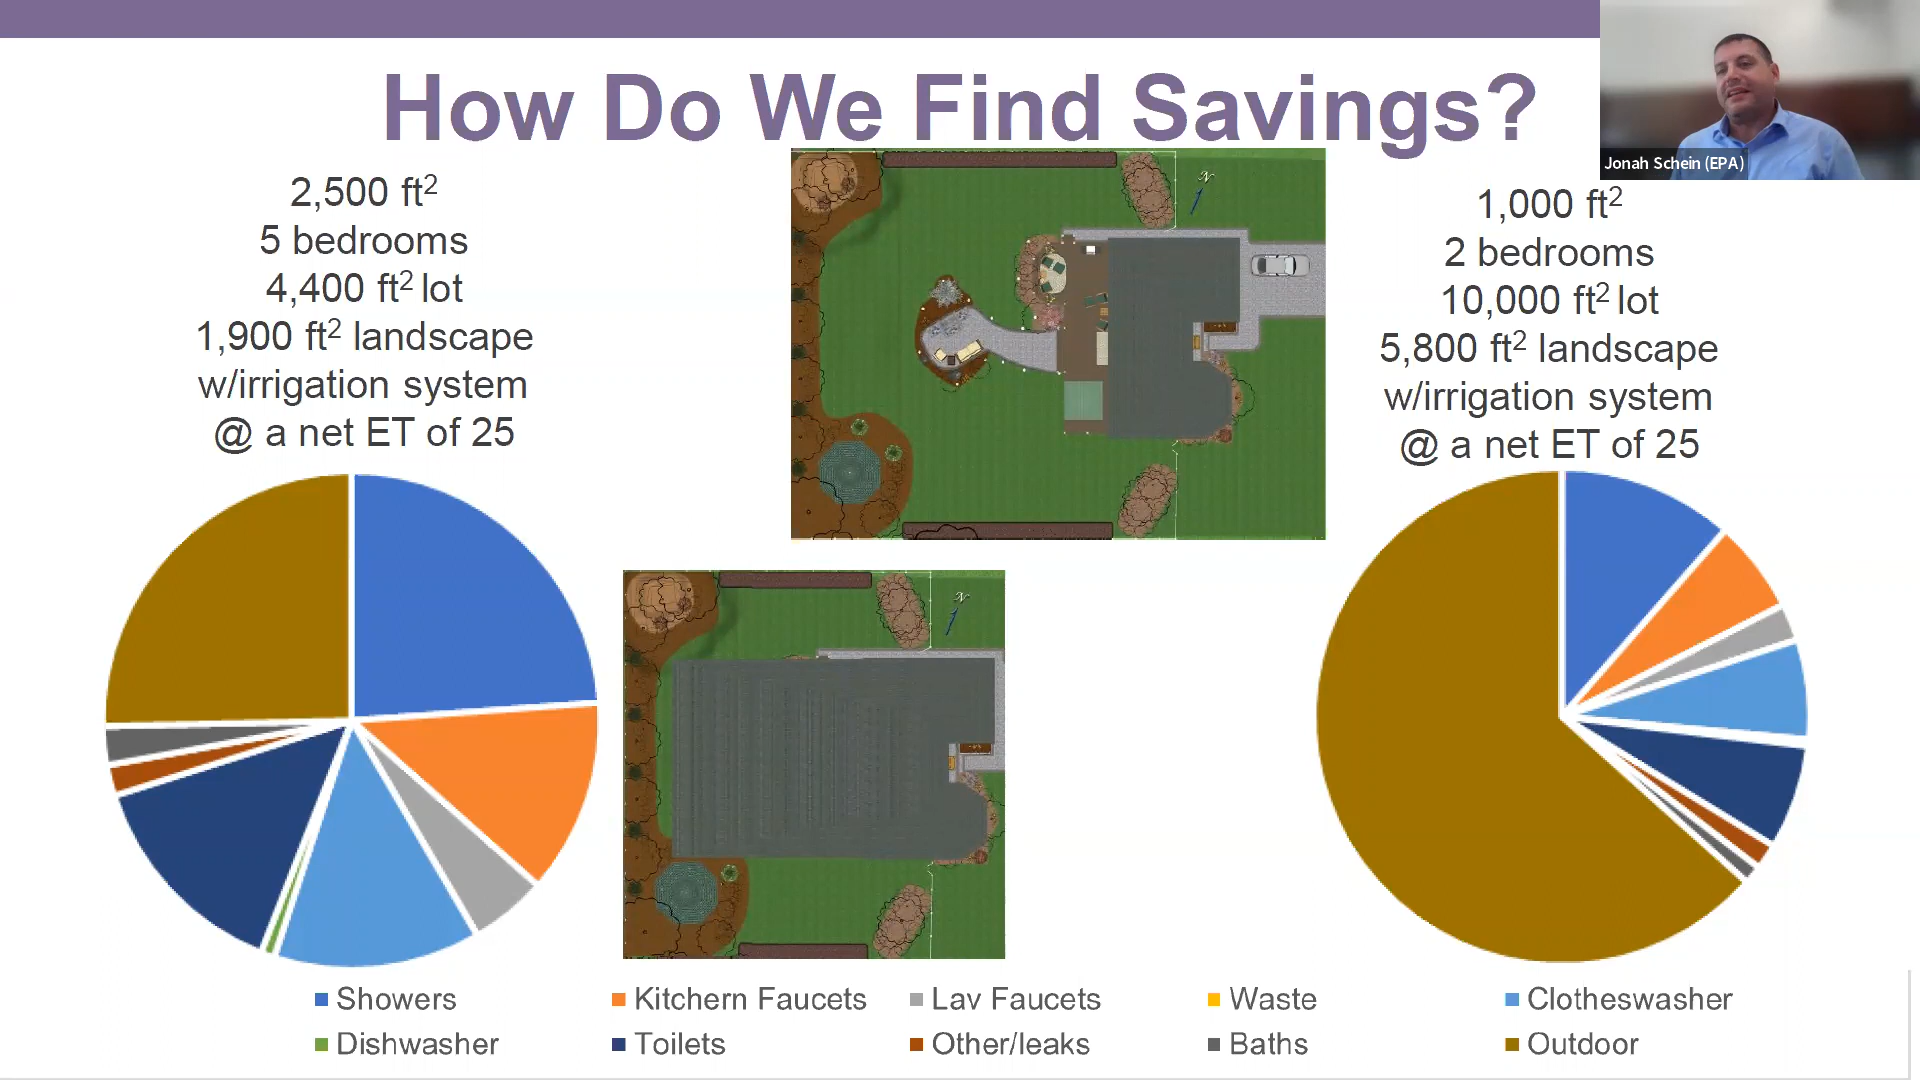 How Do We Find Savings?
Jonah Schein (EPA)
2,500 ft²
5 bedrooms
4,400 ft² lot
1,900 ft² landscape
w/irrigation system
@ a net ET of 25
1,000 ft²
2 bedrooms
10,000 ft² lot
5,800 ft² landscape
w/irrigation system
@ a net ET of 25
N
N
Showers
Kitchern Faucets
Lav Faucets
Waste
Clotheswasher
Dishwasher
Toilets
Other/leaks
Baths
Outdoor